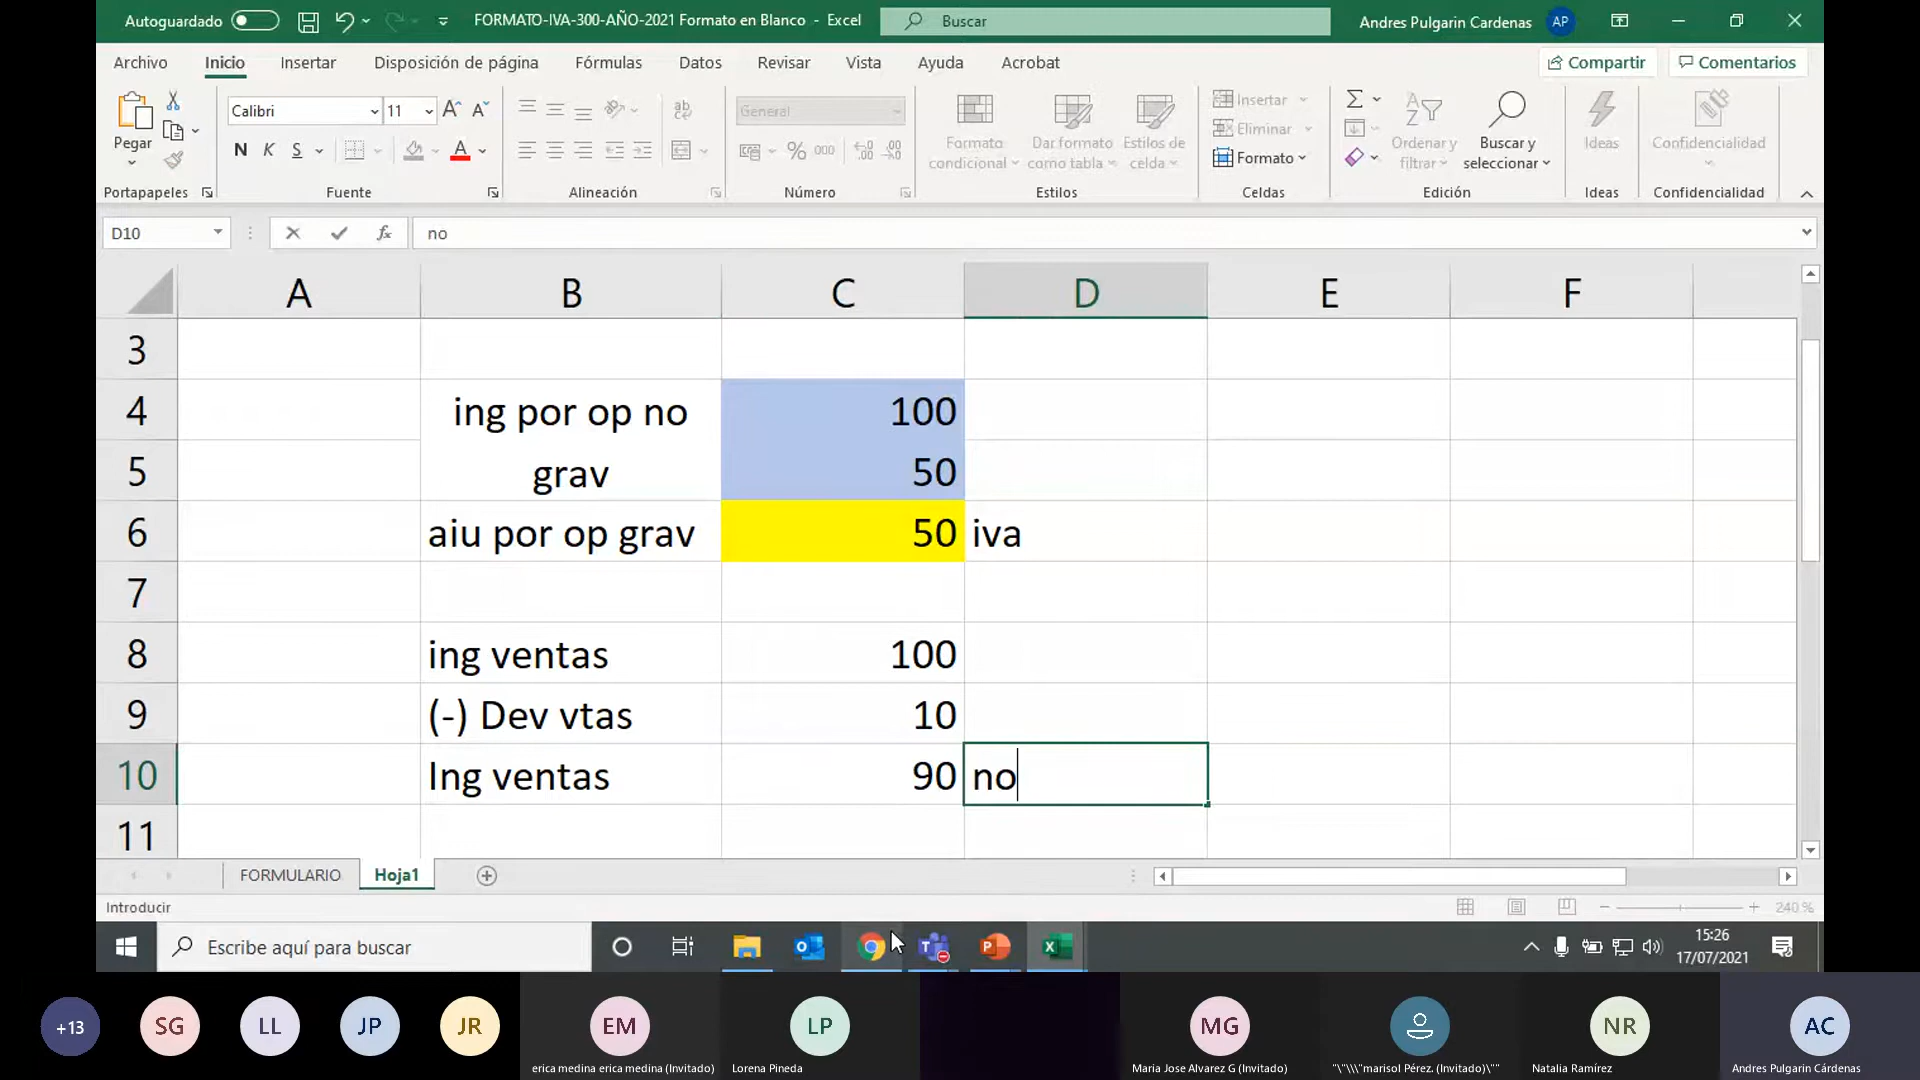 Autoguardado
FORMATO-IVA-300-AÑO-2021 Formato en Blanco - Excel
Buscar
Andres Pulgarin Cardenas AP
Archivo Inicio Insertar Disposición de página Fórmulas Datos Revisar Vista Ayuda Acrobat Compartir Comentarios
Pegar
Portapapeles
Calibri 11
N K S
Fuente
Alineación
General
% 000
Número
Formato condicional
Dar formato como tabla
Estilos de celda
Estilos
Insertar
Eliminar
Formato
Celdas
Ordenar y filtrar
Buscar y seleccionar
Edición
Ideas
Ideas
Confidencialidad
Confidencialidad
D10 fx no
A B C D E F
3
4 ing por op no 100
5 grav 50
6 aiu por op grav 50 iva
7
8 ing ventas 100
9 (-) Dev vtas 10
10 Ing ventas 90 no
11
FORMULARIO Hoja1
Introducir 240 %
Escribe aquí para buscar
15:26
17/07/2021
+13 SG LL JP JR EM LP MG NR AC
erica medina erica medina (Invitado) Lorena Pineda Maria Jose Alvarez G (Invitado) "\"\\\"marisol Pérez. (Invitado)\"" Natalia Ramírez Andres Pulgarin Cárdenas